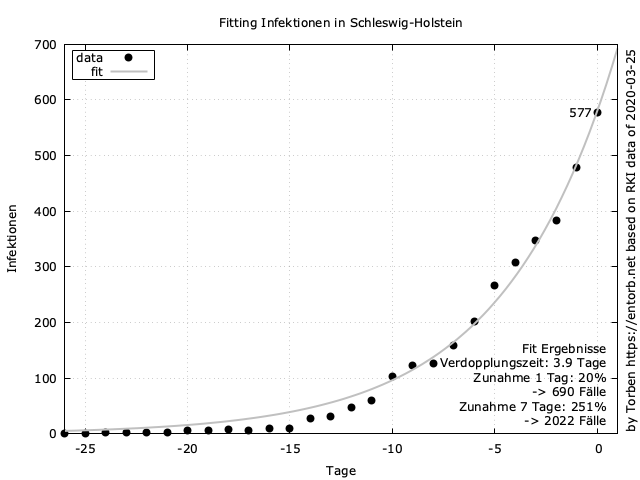 Fitting Infektionen in Schleswig-Holstein
700
600
500
400
300
200
100
0
Infektionen
data
fit
577
Fit Ergebnisse
Verdopplungszeit: 3.9 Tage
Zunahme 1 Tag: 20%
-> 690 Fälle
Zunahme 7 Tage: 251%
-> 2022 Fälle
-25
-20
-15
-10
-5
0
Tage
by Torben https://entorb.net based on RKI data of 2020-03-25